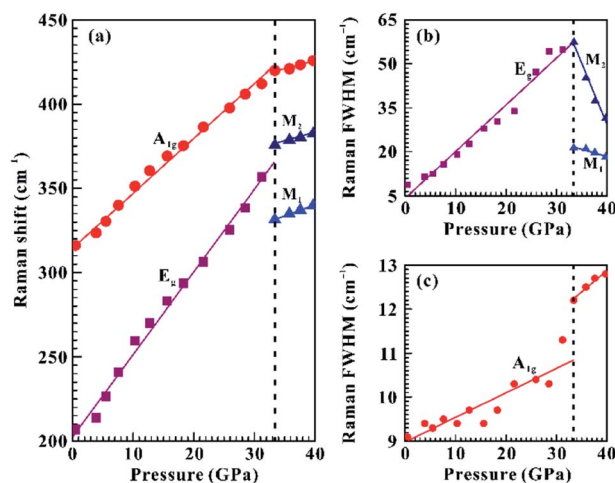 (a)
450
400
350
300
250
200
Raman shift (cm⁻¹)
A1g
M2
M1
Eg
0 10 20 30 40
Pressure (GPa)
(b)
65
50
35
20
5
Raman FWHM (cm⁻¹)
Eg
M2
M1
0 10 20 30 40
Pressure (GPa)
(c)
13
12
11
10
9
Raman FWHM (cm⁻¹)
A1g
0 10 20 30 40
Pressure (GPa)